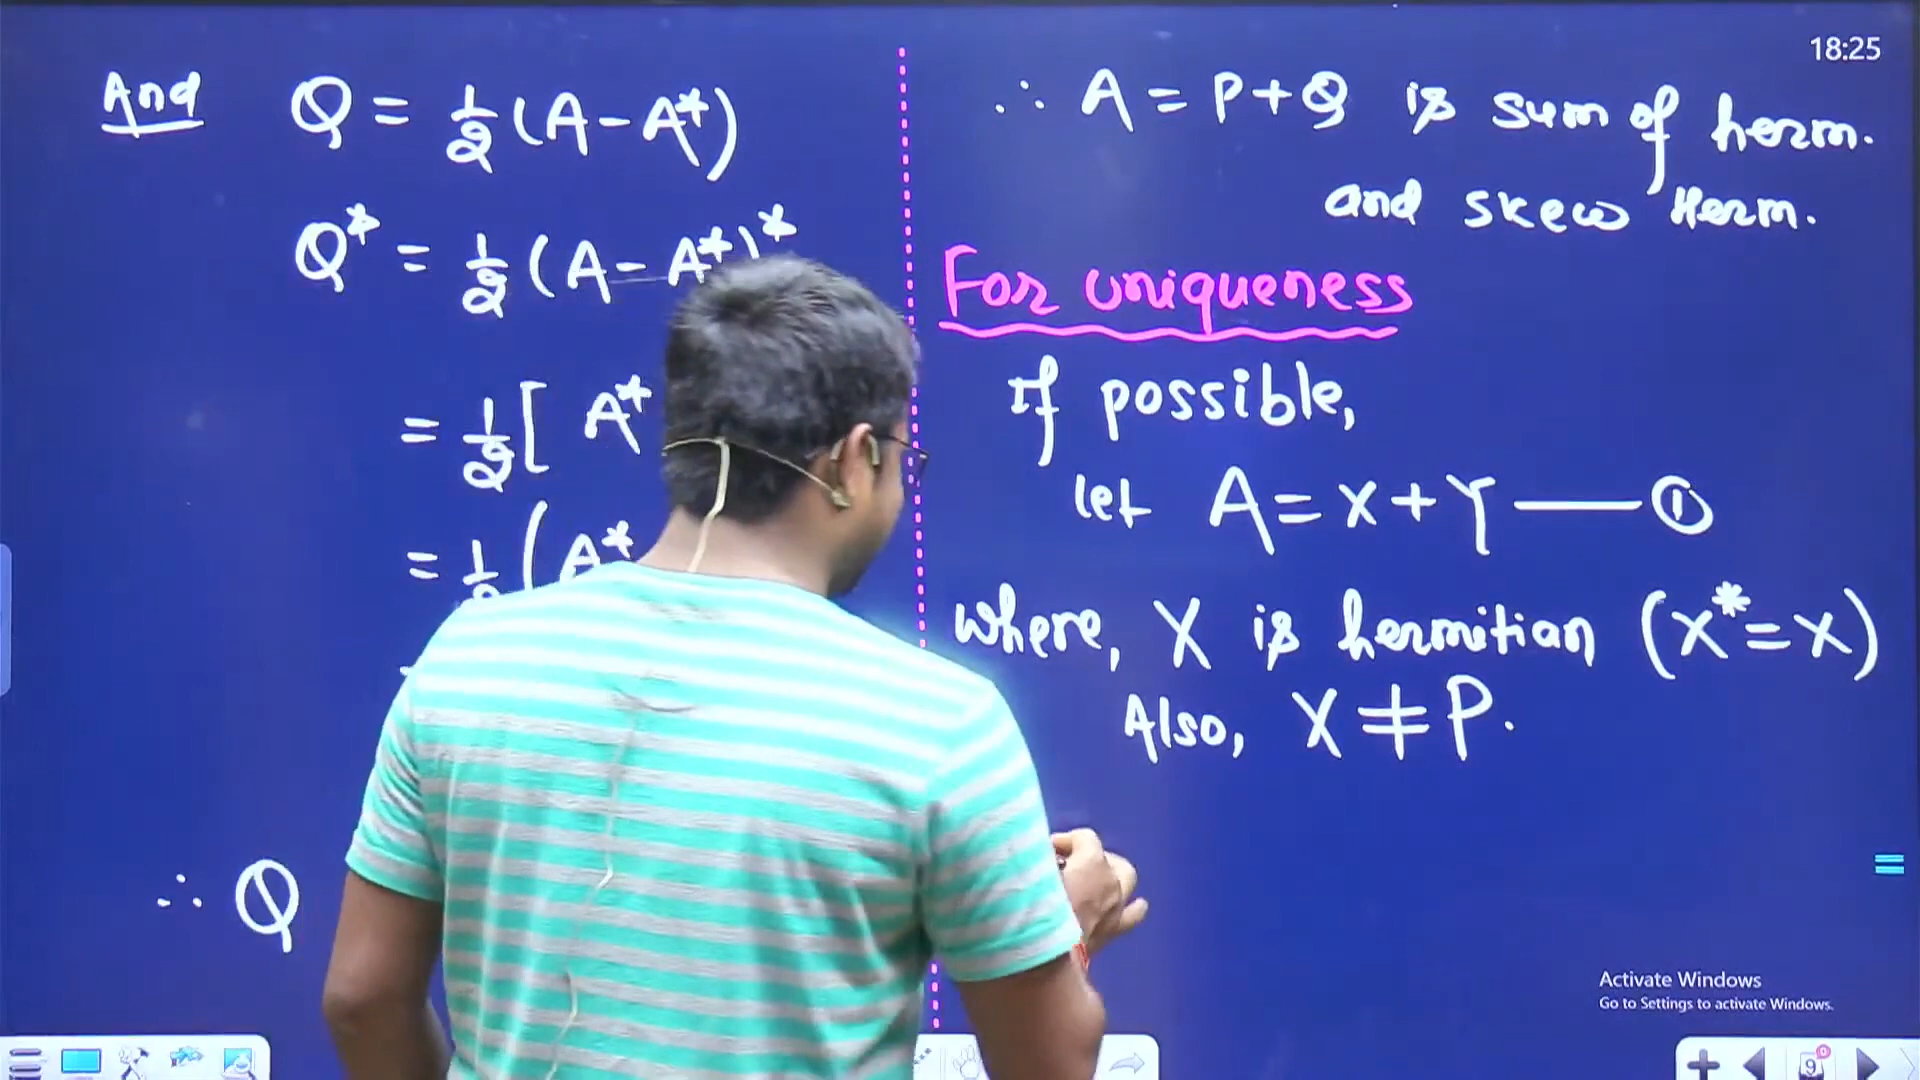 And Q = 1/2 (A - A*)
Q* = 1/2 (A - A*)*
= 1/2 [ A*
= 1/2 ( A*
=
∴ Q
18:25
∴ A = P + Q is sum of herm.
and skew Herm.
For uniqueness
If possible,
let A = X + Y —— ①
where, X is hermitian (X* = X)
Also, X ≠ P.
Activate Windows
Go to Settings to activate Windows.
9